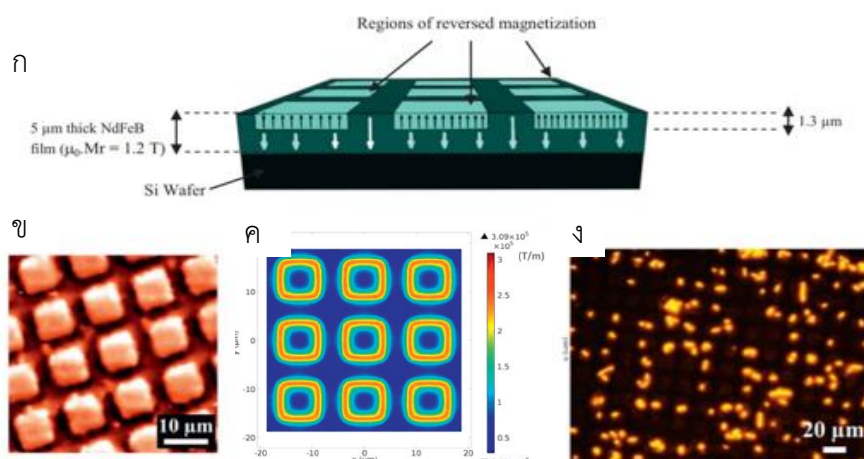 ก
Regions of reversed magnetization
5 µm thick NdFeB
film (µ₀.Mr = 1.2 T)
1.3 µm
Si Wafer
ข
10 µm
ค
▲ 3.09×10⁵
×10⁵
(T/m)
3
2.5
2
1.5
1
0.5
10
0
-10
-20
-20
-10
0
10
20
ง
20 µm